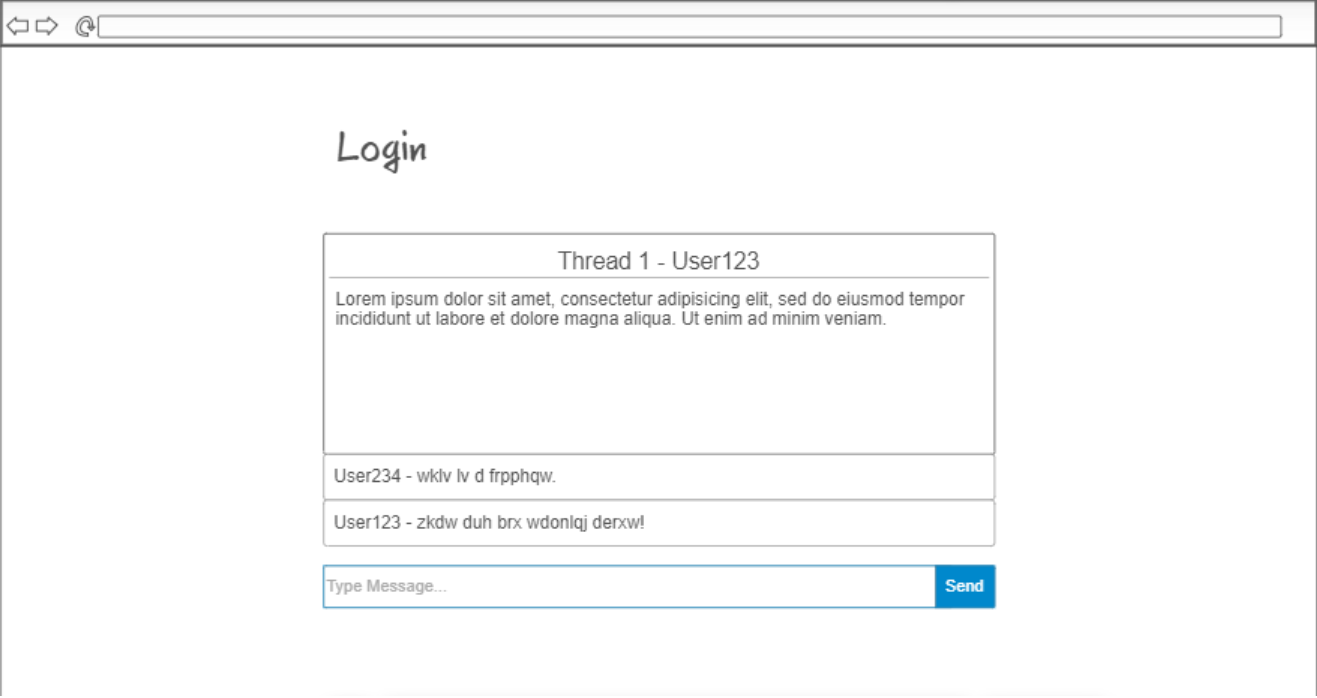 Login
Thread 1 - User123
Lorem ipsum dolor sit amet, consectetur adipisicing elit, sed do eiusmod tempor
incididunt ut labore et dolore magna aliqua. Ut enim ad minim veniam.
User234 - wklv lv d frpphqw.
User123 - zkdw duh brx wdonlqj derxw!
Type Message...
Send